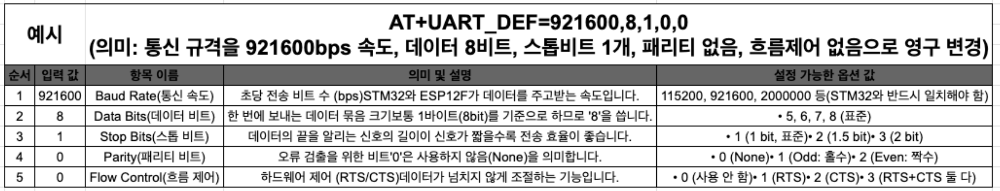 예시
AT+UART_DEF=921600,8,1,0,0
(의미: 통신 규격을 921600bps 속도, 데이터 8비트, 스톱비트 1개, 패리티 없음, 흐름제어 없음으로 영구 변경)
순서 입력 값 항목 이름 의미 및 설명 설정 가능한 옵션 값
1 921600 Baud Rate(통신 속도) 초당 전송 비트 수 (bps)STM32와 ESP12F가 데이터를 주고받는 속도입니다. 115200, 921600, 2000000 등(STM32와 반드시 일치해야 함)
2 8 Data Bits(데이터 비트) 한 번에 보내는 데이터 묶음 크기보통 1바이트(8bit)를 기준으로 하므로 '8'을 씁니다. • 5, 6, 7, 8 (표준)
3 1 Stop Bits(스톱 비트) 데이터의 끝을 알리는 신호의 길이이 신호가 짧을수록 전송 효율이 좋습니다. • 1 (1 bit, 표준)• 2 (1.5 bit)• 3 (2 bit)
4 0 Parity(패리티 비트) 오류 검출을 위한 비트'0'은 사용하지 않음(None)을 의미합니다. • 0 (None)• 1 (Odd: 홀수)• 2 (Even: 짝수)
5 0 Flow Control(흐름 제어) 하드웨어 제어 (RTS/CTS)데이터가 넘치지 않게 조절하는 기능입니다. • 0 (사용 안 함)• 1 (RTS)• 2 (CTS)• 3 (RTS+CTS 둘 다)